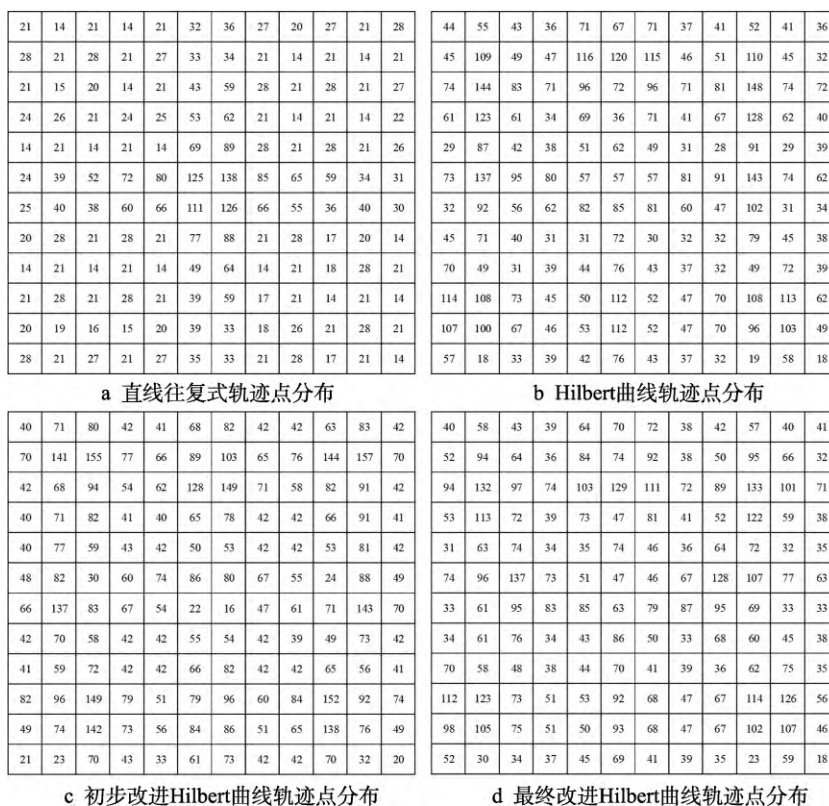 21 14 21 14 21 32 36 27 20 27 21 28
28 21 28 21 27 33 34 21 14 21 14 21
21 15 20 14 21 43 59 28 21 28 21 27
24 26 21 24 25 53 62 21 14 21 14 22
14 21 14 21 14 69 89 28 21 28 21 26
24 39 52 72 80 125 138 85 65 59 34 31
25 40 38 60 66 111 126 66 55 36 40 30
20 28 21 28 21 77 88 21 28 17 20 14
14 21 14 21 14 49 64 14 21 18 28 21
21 28 21 28 21 39 59 17 21 14 21 14
20 19 16 15 20 39 33 18 26 21 28 21
28 21 27 21 27 35 33 21 28 17 21 14
a 直线往复式轨迹点分布
44 55 43 36 71 67 71 37 41 52 41 36
45 109 49 47 116 120 115 46 51 110 45 32
74 144 83 71 96 72 96 71 81 148 74 72
61 123 61 34 69 36 71 41 67 128 62 40
29 87 42 38 51 62 49 31 28 91 29 39
73 137 95 80 57 57 57 81 91 143 74 62
32 92 56 62 82 85 81 60 47 102 31 34
45 71 40 31 31 72 30 32 32 79 45 38
70 49 31 39 44 76 43 37 32 49 72 39
114 108 73 45 50 112 52 47 70 108 113 62
107 100 67 46 53 112 52 47 70 96 103 49
57 18 33 39 42 76 43 37 32 19 58 18
b Hilbert曲线轨迹点分布
40 71 80 42 41 68 82 42 42 63 83 42
70 141 155 77 66 89 103 65 76 144 157 70
42 68 94 54 62 128 149 71 58 82 91 42
40 71 82 41 40 65 78 42 42 66 91 41
40 77 59 43 42 50 53 42 42 53 81 42
48 82 30 60 74 86 80 67 55 24 88 49
66 137 83 67 54 22 16 47 61 71 143 70
42 70 58 42 42 55 54 42 39 49 73 42
41 59 72 42 42 66 82 42 42 65 56 41
82 96 149 79 51 79 96 60 84 152 92 74
49 74 142 73 56 84 86 51 65 138 76 49
21 23 70 43 33 61 73 42 42 70 32 20
c 初步改进Hilbert曲线轨迹点分布
40 58 43 39 64 70 72 38 42 57 40 41
52 94 64 36 84 74 92 38 50 95 66 32
94 132 97 74 103 129 111 72 89 133 101 71
53 113 72 39 73 47 81 41 52 122 59 38
31 63 74 34 35 74 46 36 64 72 32 35
74 96 137 73 51 47 46 67 128 107 77 63
33 61 95 83 85 63 79 87 95 69 33 33
34 61 76 34 43 86 50 33 68 60 45 38
70 58 48 38 44 70 41 39 36 62 75 35
112 123 73 51 53 92 68 47 67 114 126 56
98 105 75 51 50 93 68 47 67 102 107 46
52 30 34 37 45 69 41 39 35 23 59 18
d 最终改进Hilbert曲线轨迹点分布